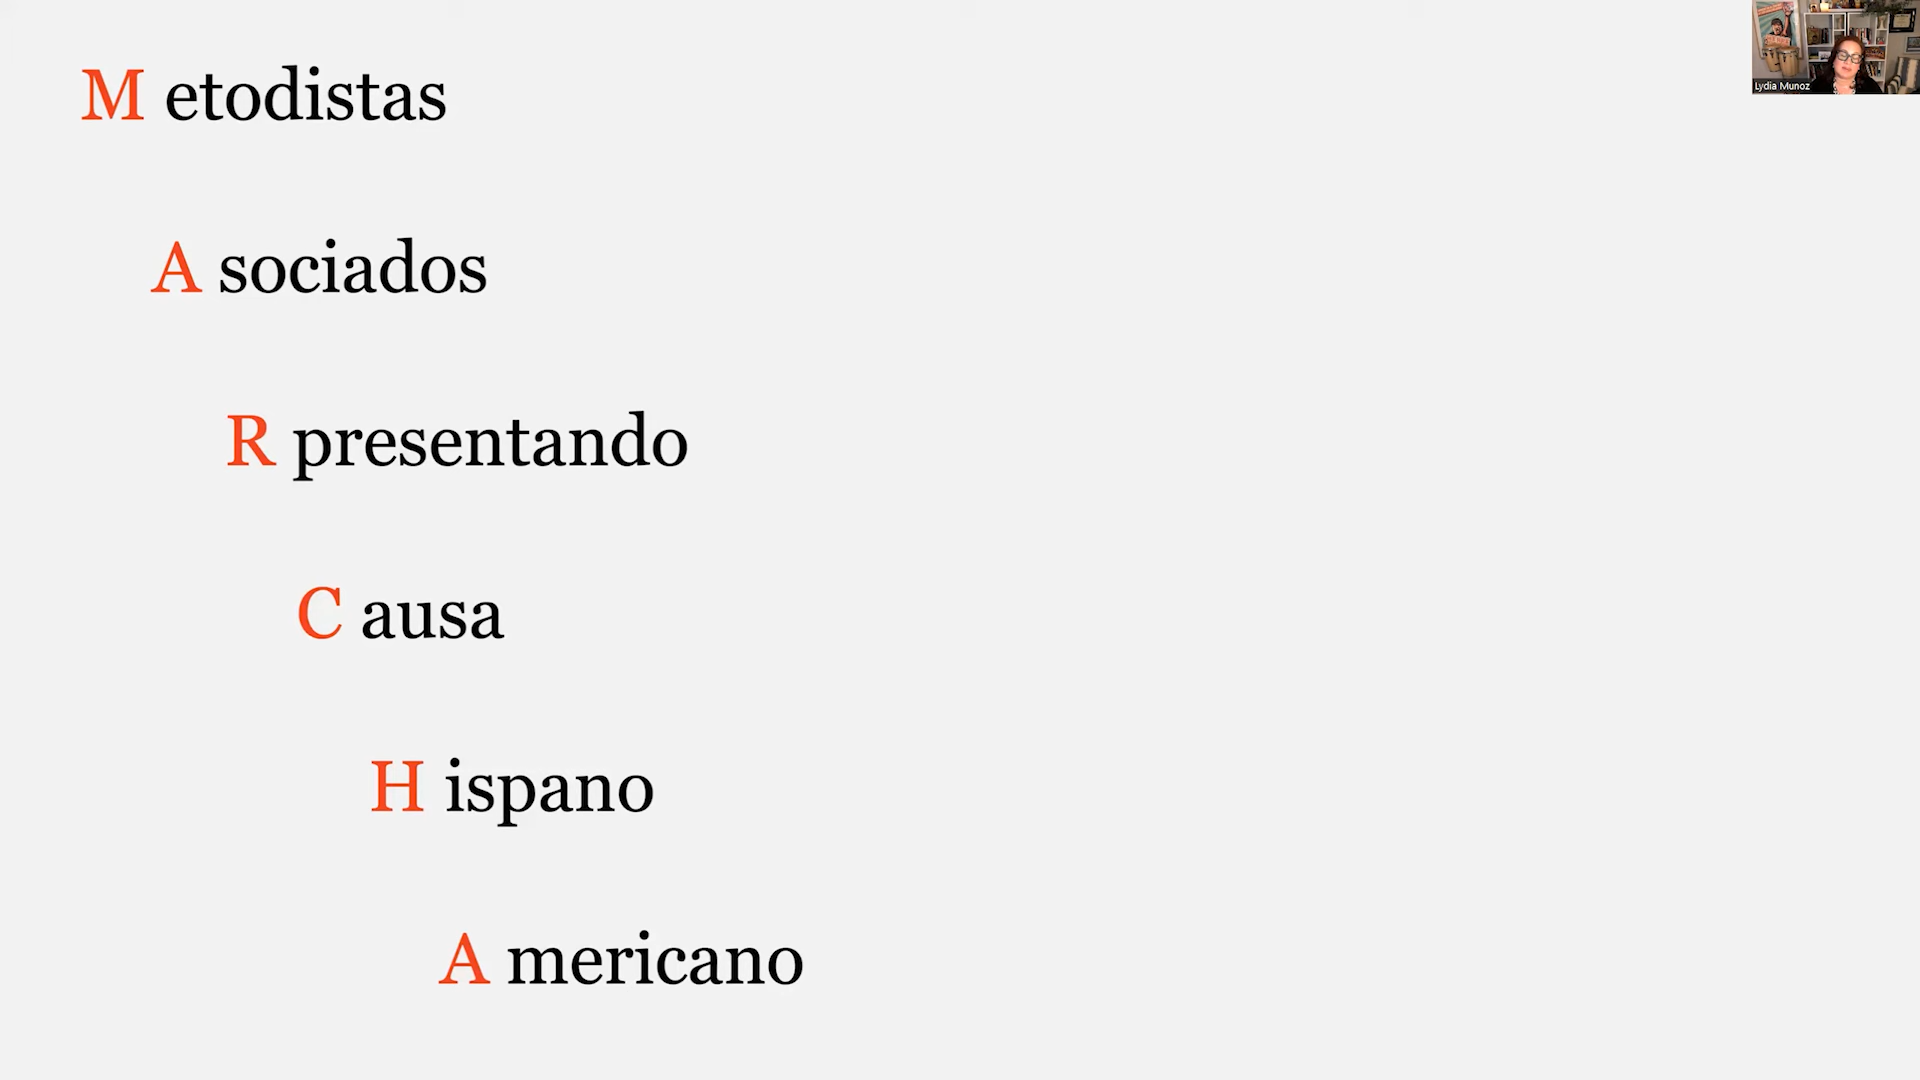 M etodistas
Lydia Munoz
A sociados
R presentando
C ausa
H ispano
A mericano